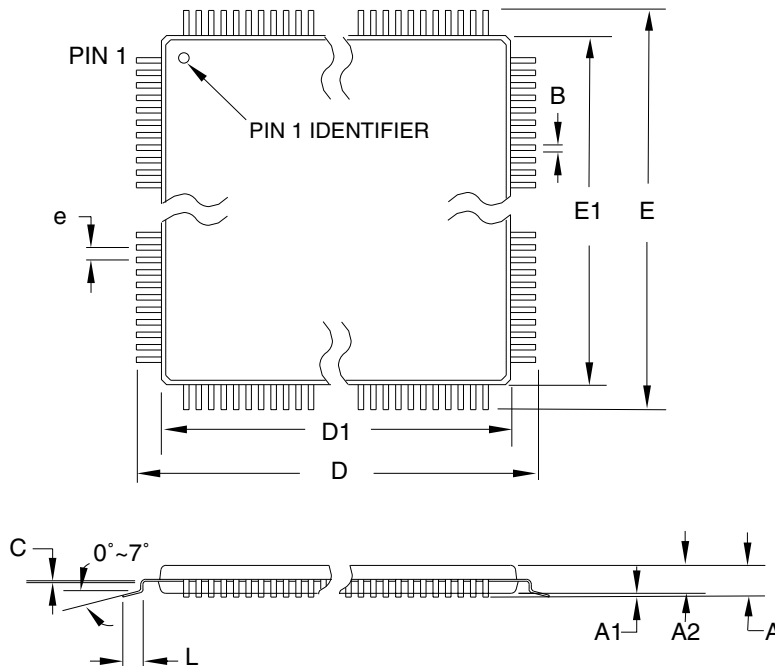 PIN 1
PIN 1 IDENTIFIER
B
e
E1
E
D1
D
C
0°~7°
L
A1
A2
A